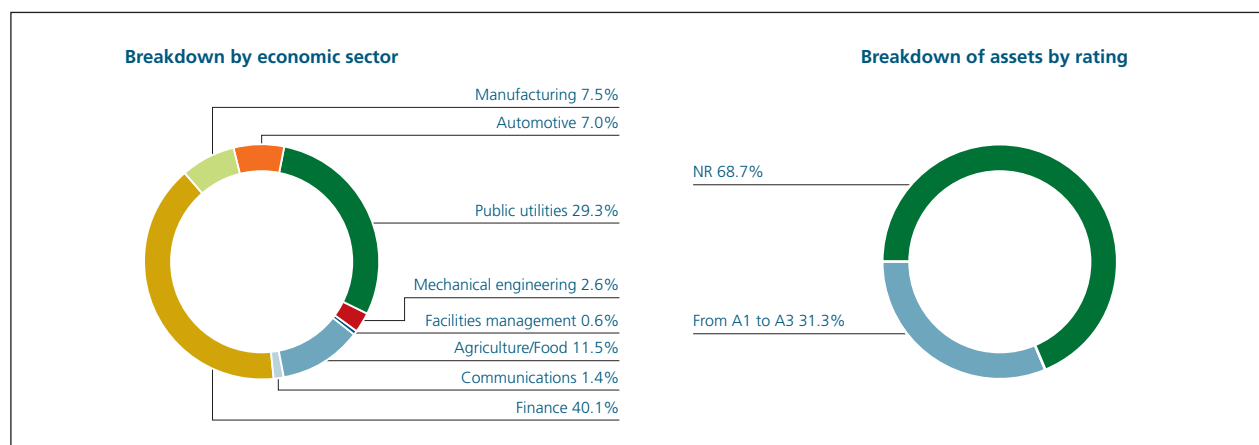 Breakdown by economic sector
Manufacturing 7.5%
Automotive 7.0%
Public utilities 29.3%
Mechanical engineering 2.6%
Facilities management 0.6%
Agriculture/Food 11.5%
Communications 1.4%
Finance 40.1%
Breakdown of assets by rating
NR 68.7%
From A1 to A3 31.3%